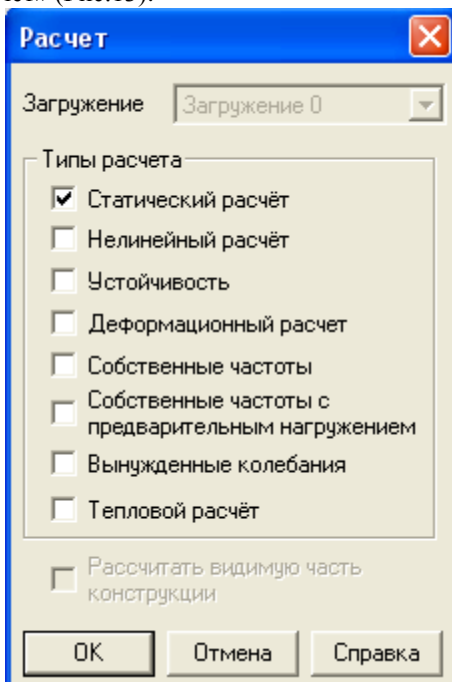 Расчет
Загружение Загружение 0
Типы расчета
Статический расчёт
Нелинейный расчёт
Устойчивость
Деформационный расчет
Собственные частоты
Собственные частоты с
предварительным нагружением
Вынужденные колебания
Тепловой расчёт
Рассчитать видимую часть
конструкции
OK Отмена Справка